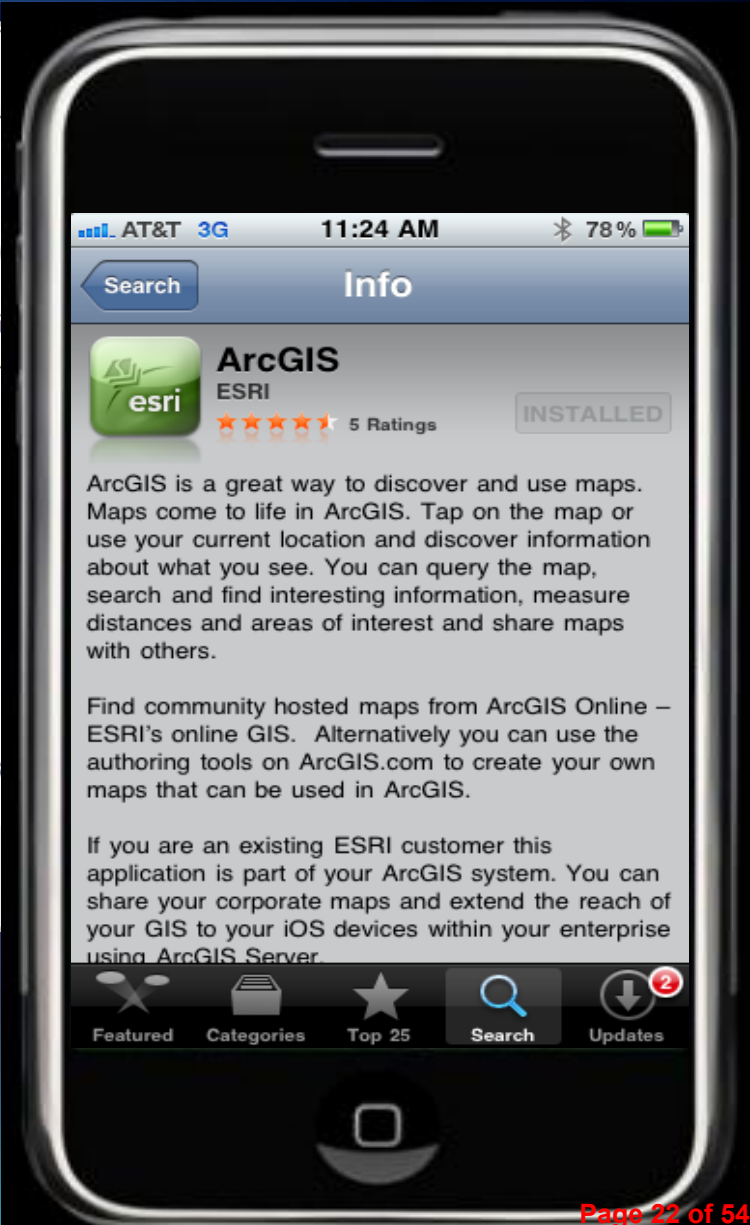 AT&T 3G 11:24 AM 78%
Search Info
ArcGIS
ESRI
esri
5 Ratings
INSTALLED
ArcGIS is a great way to discover and use maps.
Maps come to life in ArcGIS. Tap on the map or
use your current location and discover information
about what you see. You can query the map,
search and find interesting information, measure
distances and areas of interest and share maps
with others.
Find community hosted maps from ArcGIS Online –
ESRI's online GIS.  Alternatively you can use the
authoring tools on ArcGIS.com to create your own
maps that can be used in ArcGIS.
If you are an existing ESRI customer this
application is part of your ArcGIS system. You can
share your corporate maps and extend the reach of
your GIS to your iOS devices within your enterprise
using ArcGIS Server.
2
Featured Categories Top 25 Search Updates
Page 22 of 54